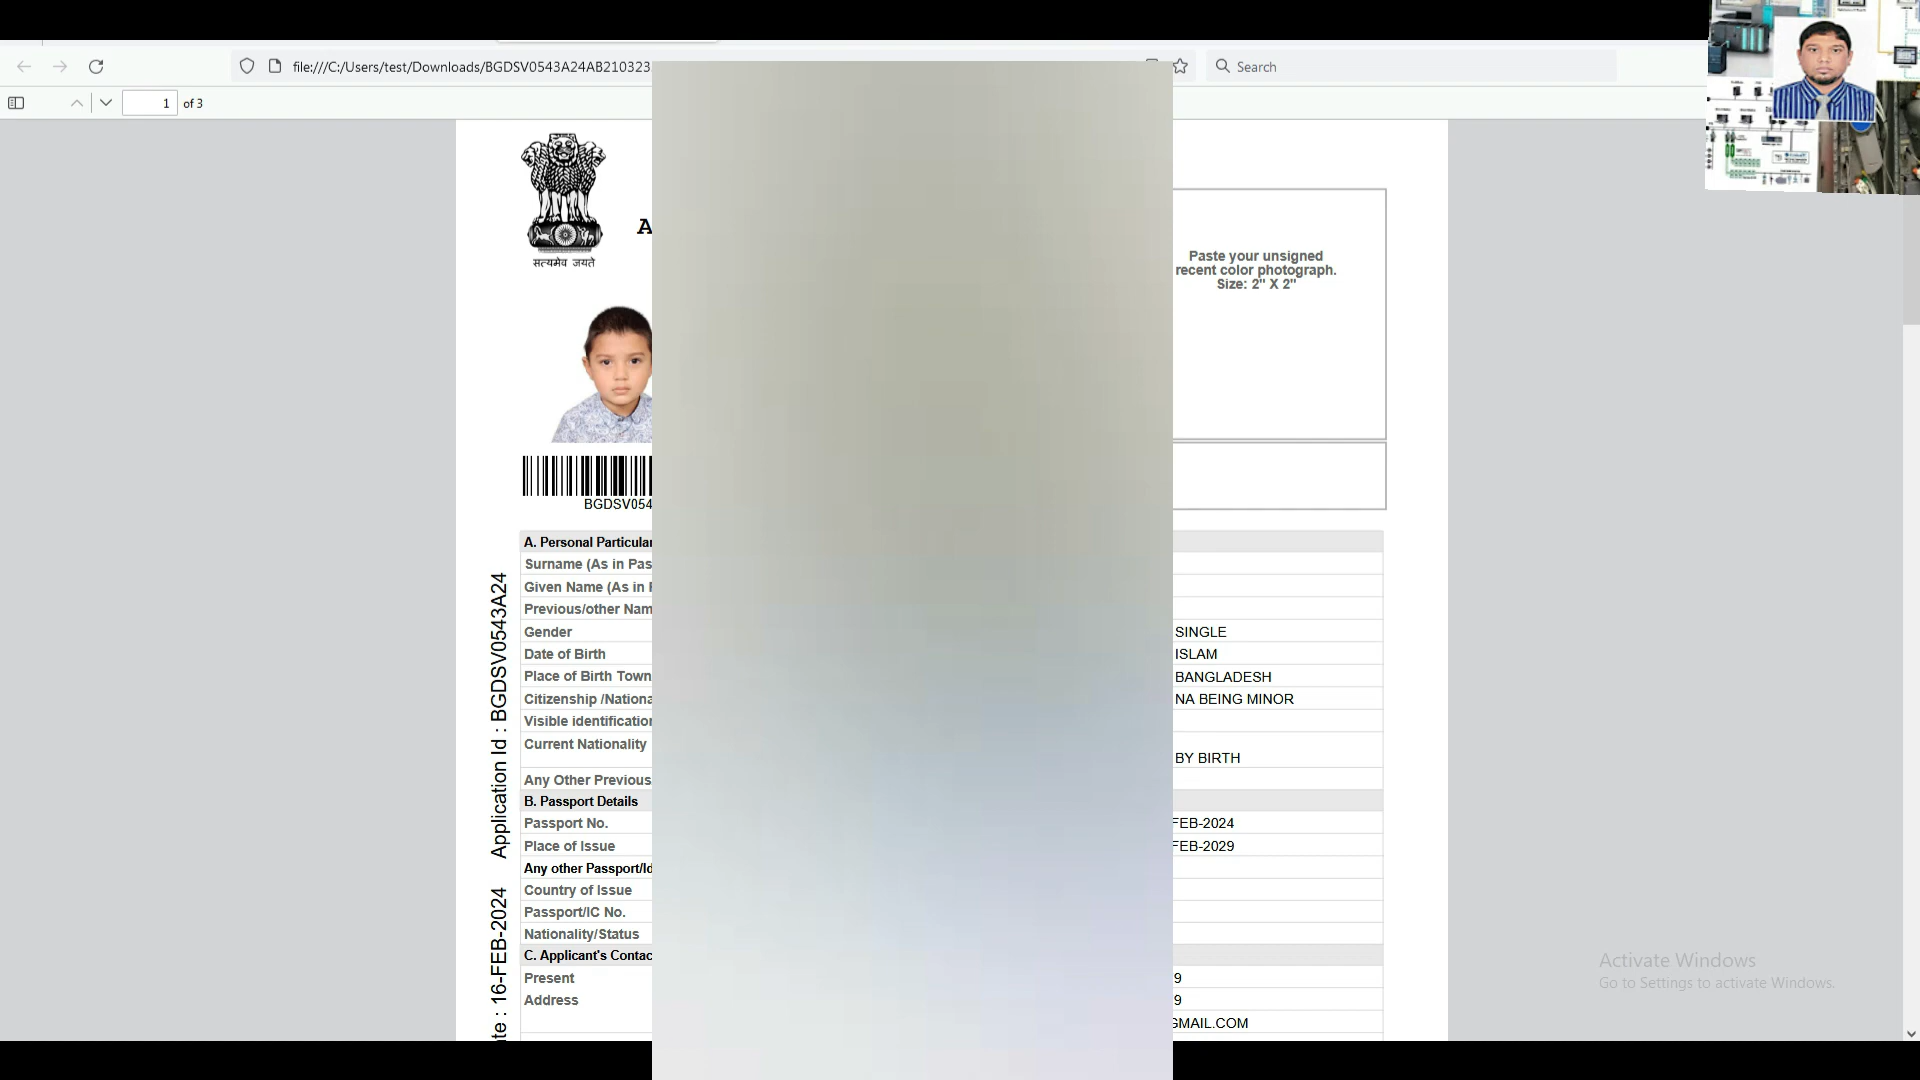 file:///C:/Users/test/Downloads/BGDSV0543A24AB210323
Search
1 of 3
A
सत्यमेव जयते
Paste your unsigned
recent color photograph.
Size: 2" X 2"
BGDSV054
Application Id : BGDSV0543A24
te : 16-FEB-2024
A. Personal Particular
Surname (As in Pas
Given Name (As in
Previous/other Nam
Gender SINGLE
Date of Birth ISLAM
Place of Birth Town BANGLADESH
Citizenship /Nationa NA BEING MINOR
Visible identification
Current Nationality
BY BIRTH
Any Other Previous
B. Passport Details
Passport No. FEB-2024
Place of Issue FEB-2029
Any other Passport/Id
Country of Issue
Passport/IC No.
Nationality/Status
C. Applicant's Contac
Present 9
Address 9
GMAIL.COM
Activate Windows
Go to Settings to activate Windows.